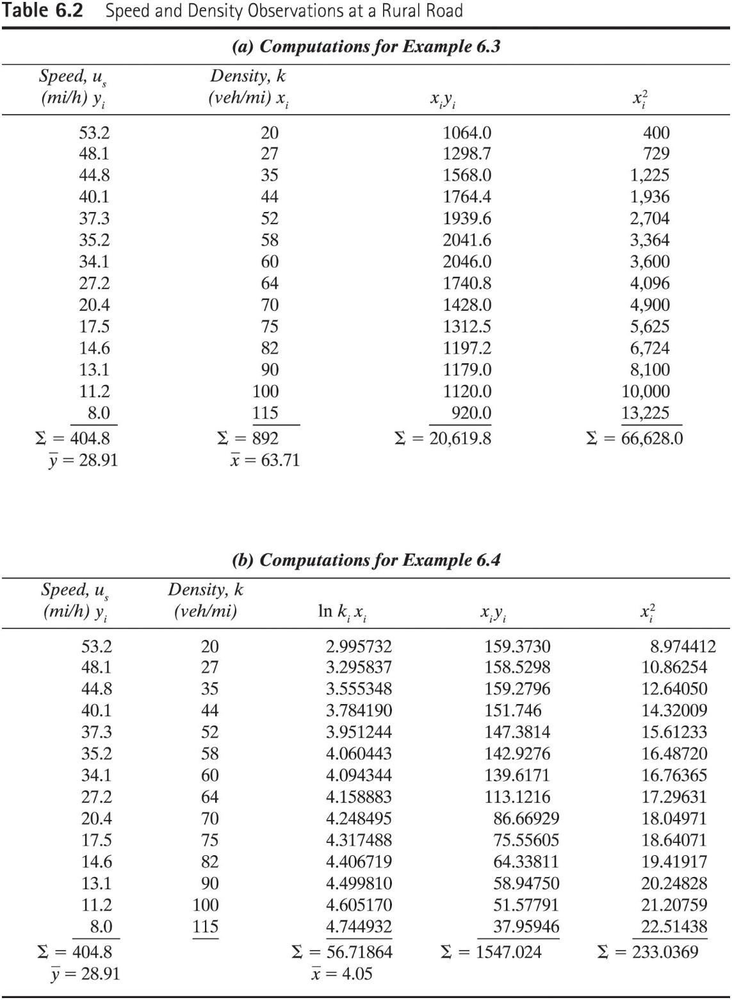 Table 6.2 Speed and Density Observations at a Rural Road
(a) Computations for Example 6.3
Speed, u_s Density, k
(mi/h) y_i (veh/mi) x_i x_i y_i x_i^2
53.2 20 1064.0 400
48.1 27 1298.7 729
44.8 35 1568.0 1,225
40.1 44 1764.4 1,936
37.3 52 1939.6 2,704
35.2 58 2041.6 3,364
34.1 60 2046.0 3,600
27.2 64 1740.8 4,096
20.4 70 1428.0 4,900
17.5 75 1312.5 5,625
14.6 82 1197.2 6,724
13.1 90 1179.0 8,100
11.2 100 1120.0 10,000
8.0 115 920.0 13,225
Σ = 404.8 Σ = 892 Σ = 20,619.8 Σ = 66,628.0
y̅ = 28.91 x̅ = 63.71
(b) Computations for Example 6.4
Speed, u_s Density, k
(mi/h) y_i (veh/mi) ln k_i x_i x_i y_i x_i^2
53.2 20 2.995732 159.3730 8.974412
48.1 27 3.295837 158.5298 10.86254
44.8 35 3.555348 159.2796 12.64050
40.1 44 3.784190 151.746 14.32009
37.3 52 3.951244 147.3814 15.61233
35.2 58 4.060443 142.9276 16.48720
34.1 60 4.094344 139.6171 16.76365
27.2 64 4.158883 113.1216 17.29631
20.4 70 4.248495 86.66929 18.04971
17.5 75 4.317488 75.55605 18.64071
14.6 82 4.406719 64.33811 19.41917
13.1 90 4.499810 58.94750 20.24828
11.2 100 4.605170 51.57791 21.20759
8.0 115 4.744932 37.95946 22.51438
Σ = 404.8 Σ = 56.71864 Σ = 1547.024 Σ = 233.0369
y̅ = 28.91 x̅ = 4.05